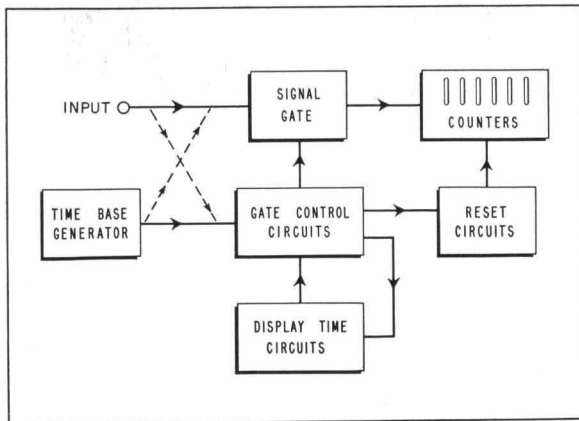 INPUT
SIGNAL
GATE
COUNTERS
TIME BASE
GENERATOR
GATE CONTROL
CIRCUITS
RESET
CIRCUITS
DISPLAY TIME
CIRCUITS